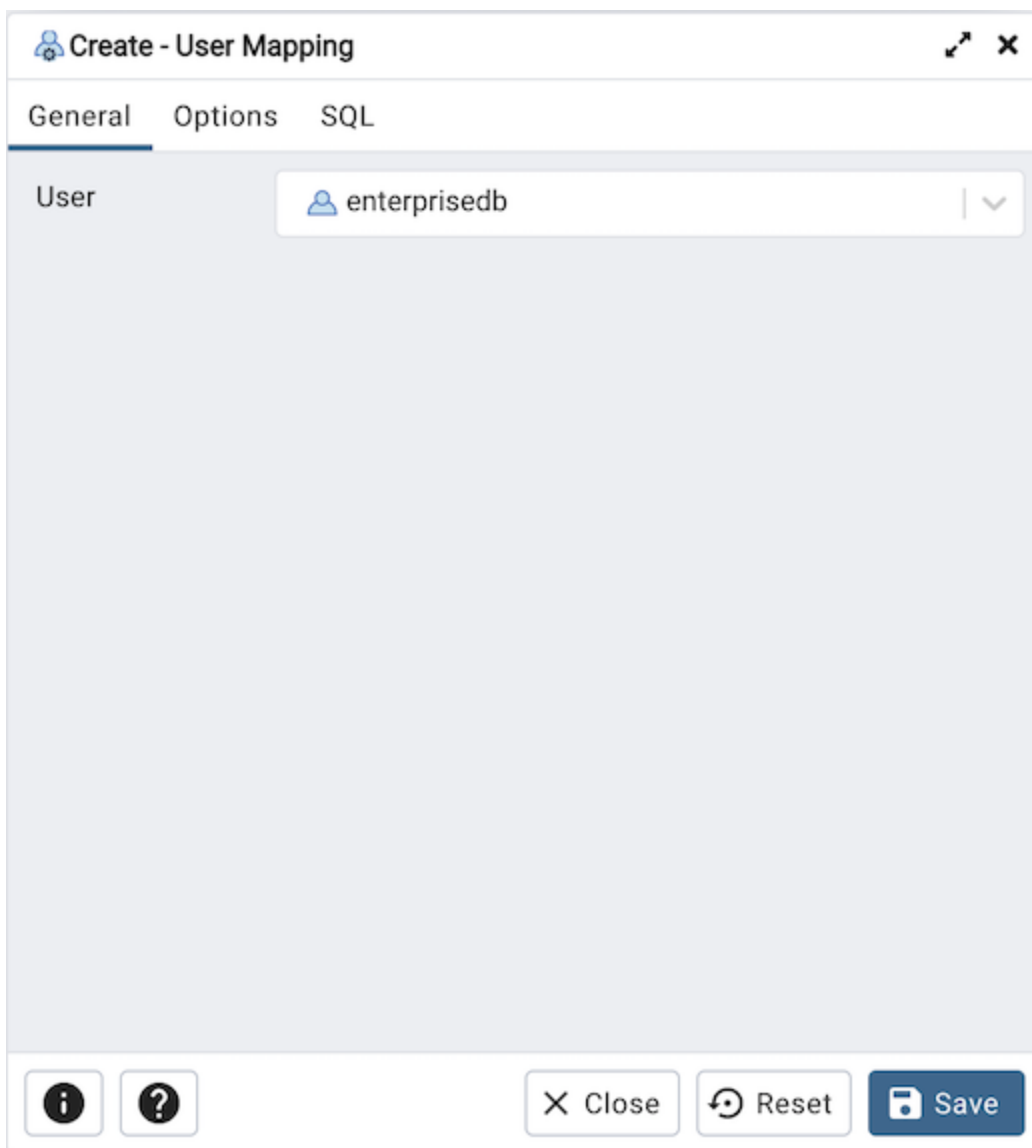 Create - User Mapping
General Options SQL
User enterprisedb
Close Reset Save